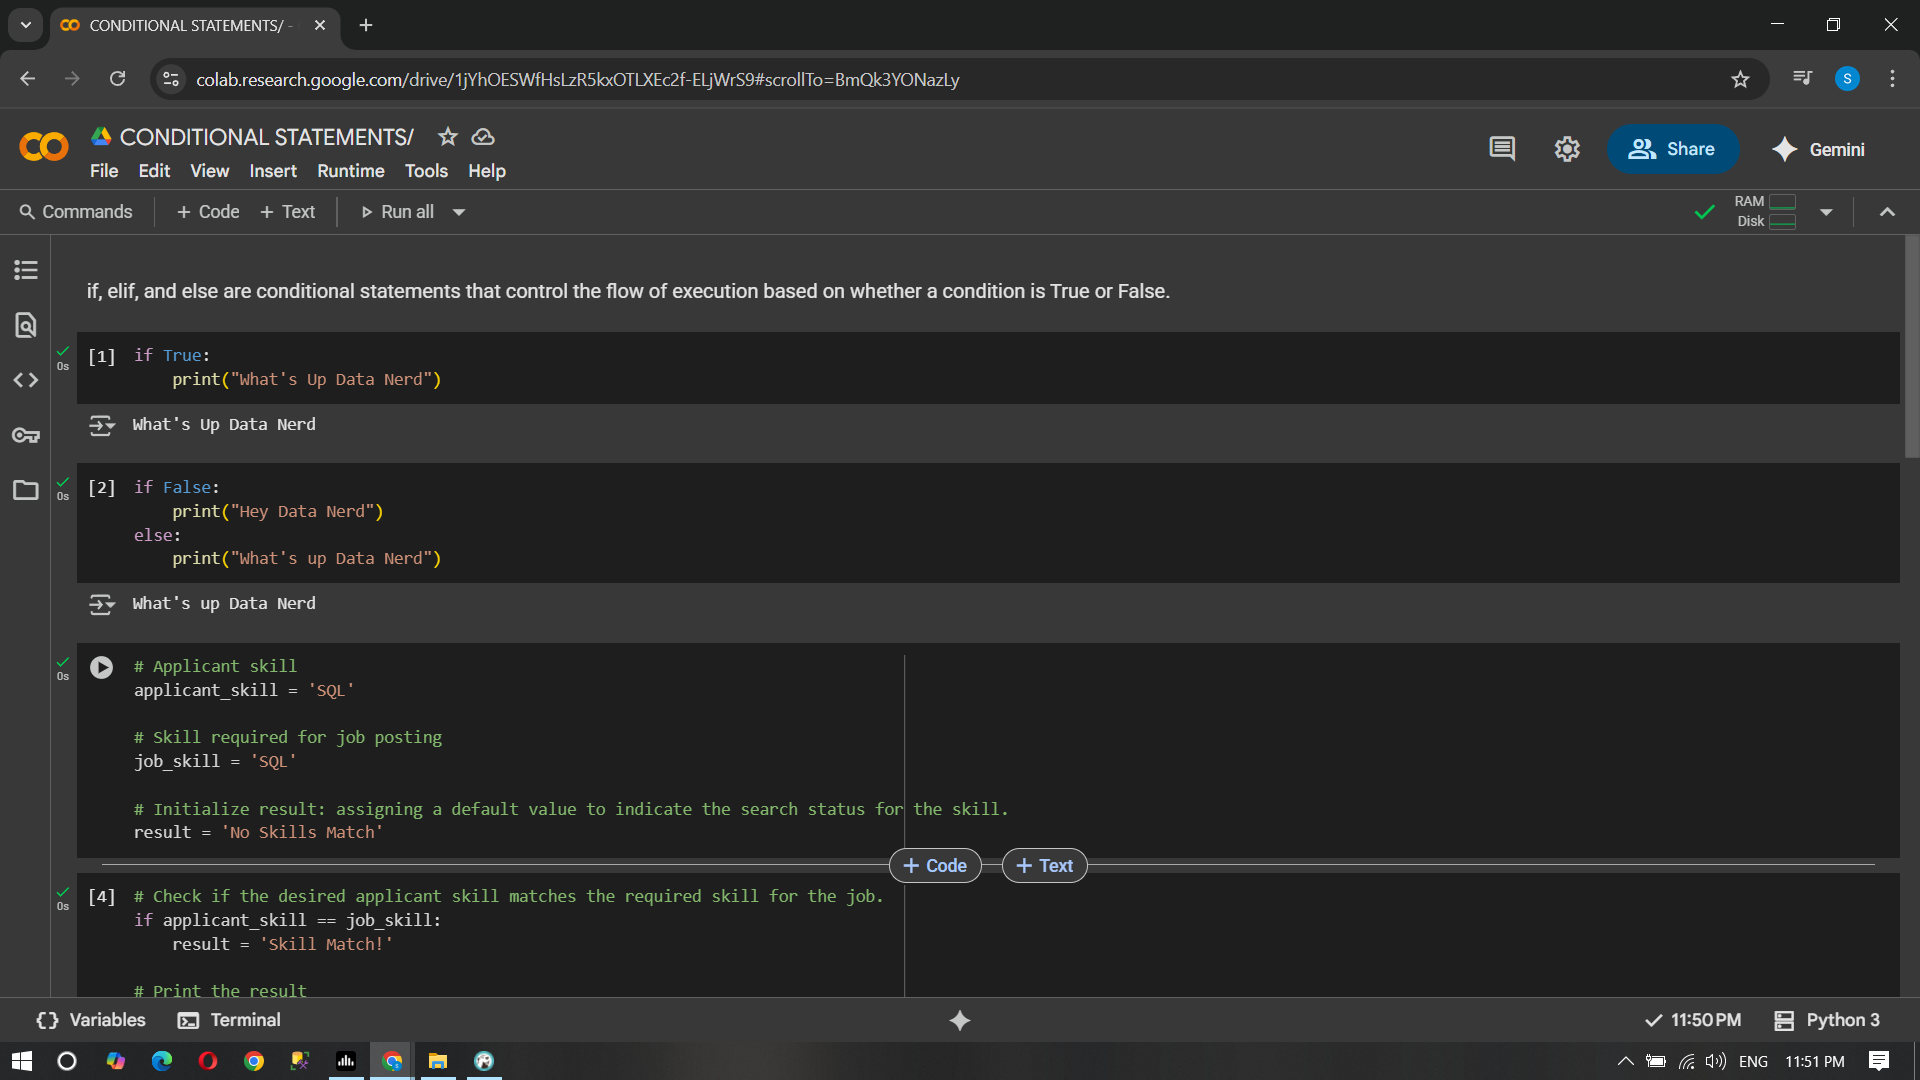 CONDITIONAL STATEMENTS/ -
colab.research.google.com/drive/1jYhOESWfHsLzR5kxOTLXEc2f-ELjWrS9#scrollTo=BmQk3YONazLy
S
CONDITIONAL STATEMENTS/
File Edit View Insert Runtime Tools Help
Share
Gemini
Commands + Code + Text Run all
RAM
Disk
if, elif, and else are conditional statements that control the flow of execution based on whether a condition is True or False.
0s
[1] if True:
print("What's Up Data Nerd")
What's Up Data Nerd
0s
[2] if False:
print("Hey Data Nerd")
else:
print("What's up Data Nerd")
What's up Data Nerd
0s
# Applicant skill
applicant_skill = 'SQL'
# Skill required for job posting
job_skill = 'SQL'
# Initialize result: assigning a default value to indicate the search status for the skill.
result = 'No Skills Match'
+ Code + Text
0s
[4] # Check if the desired applicant skill matches the required skill for the job.
if applicant_skill == job_skill:
result = 'Skill Match!'
# Print the result
{} Variables Terminal
11:50 PM Python 3
ENG 11:51 PM